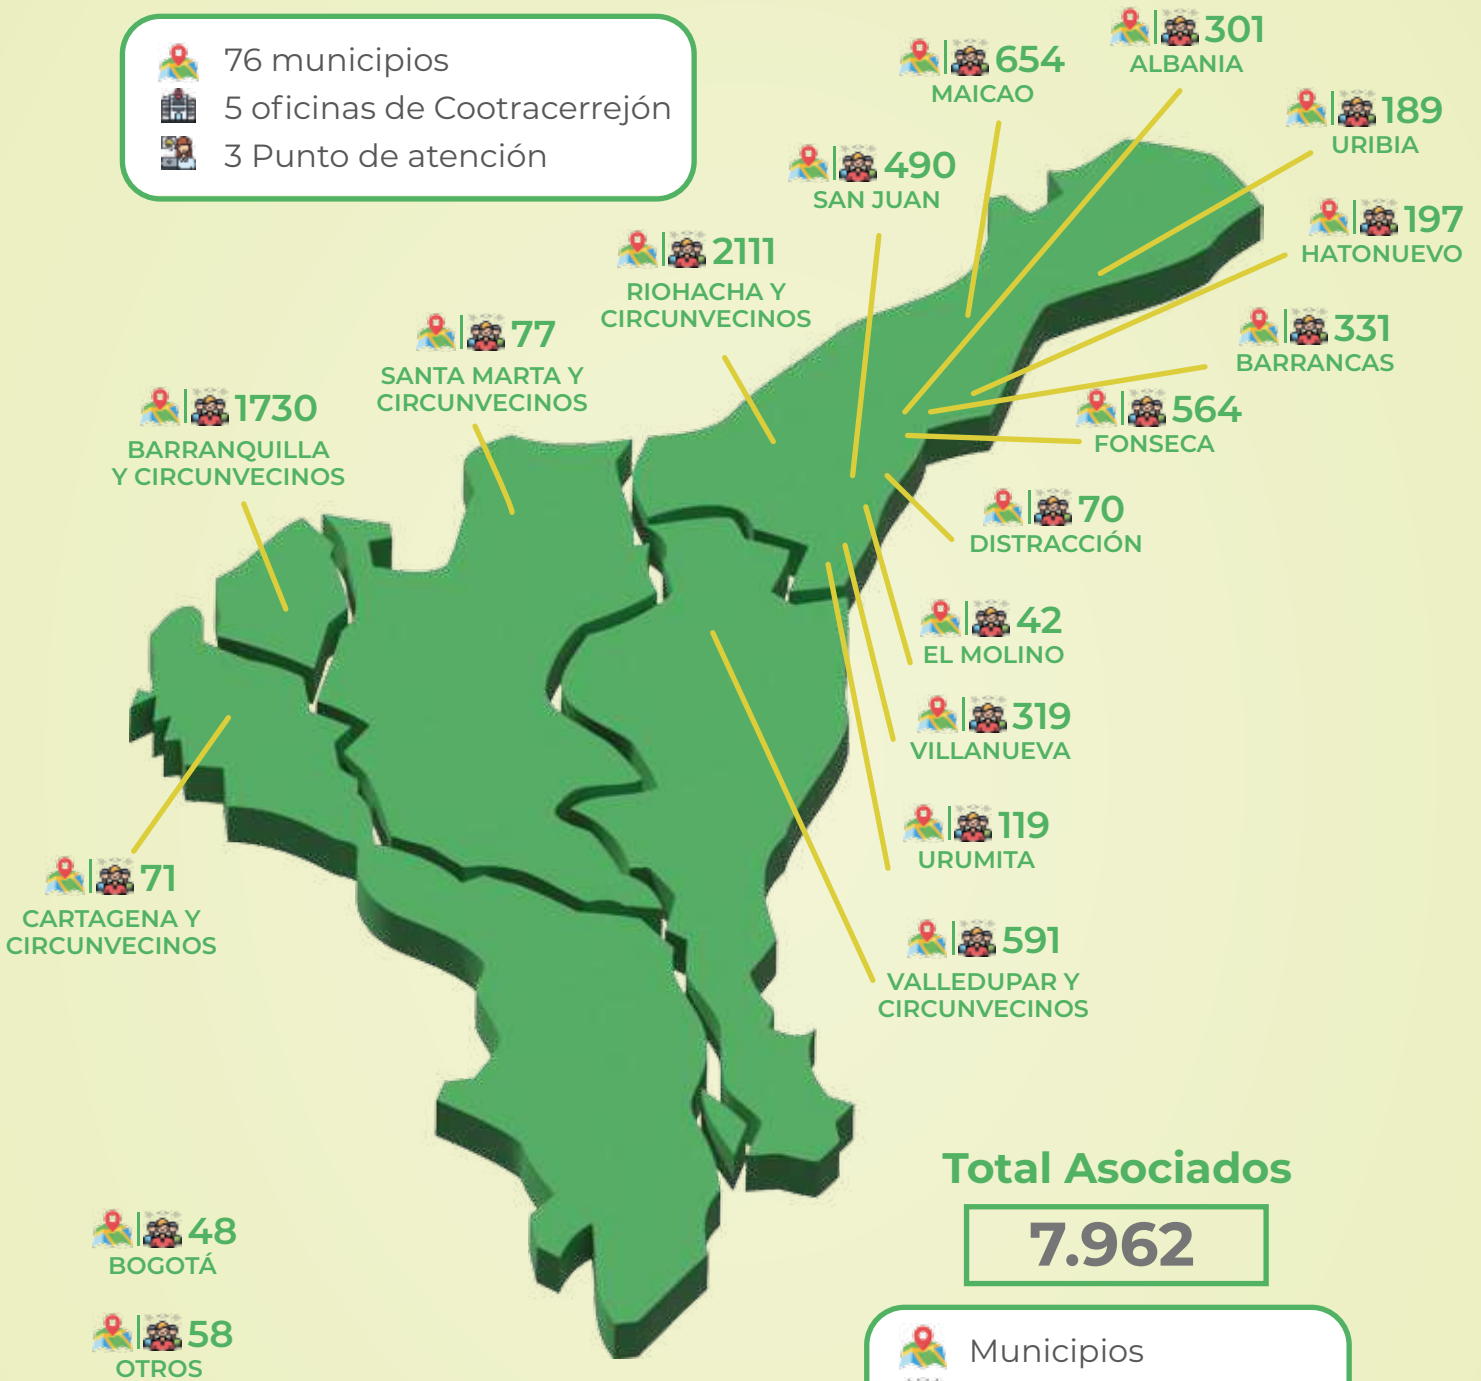 76 municipios
5 oficinas de Cootracerrejón
3 Punto de atención
301
ALBANIA
654
MAICAO
189
URIBIA
490
SAN JUAN
197
HATONUEVO
2111
RIOHACHA Y
CIRCUNVECINOS
77
SANTA MARTA Y
CIRCUNVECINOS
331
BARRANCAS
1730
BARRANQUILLA
Y CIRCUNVECINOS
564
FONSECA
70
DISTRACCIÓN
42
EL MOLINO
319
VILLANUEVA
119
URUMITA
71
CARTAGENA Y
CIRCUNVECINOS
591
VALLEDUPAR Y
CIRCUNVECINOS
Total Asociados
7.962
48
BOGOTÁ
58
OTROS
Municipios